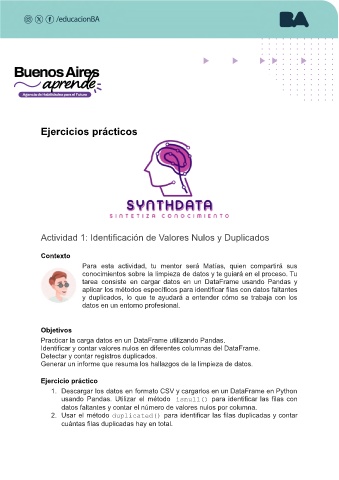 /educacionBA
BA
Buenos Aires
aprende
Agencia de Habilidades para el Futuro
Ejercicios prácticos
SYNTHDATA
SINTETIZA CONOCIMIENTO
Actividad 1: Identificación de Valores Nulos y Duplicados
Contexto
Para esta actividad, tu mentor será Matías, quien compartirá sus
conocimientos sobre la limpieza de datos y te guiará en el proceso. Tu
tarea consiste en cargar datos en un DataFrame usando Pandas y
aplicar los métodos específicos para identificar filas con datos faltantes
y duplicados, lo que te ayudará a entender cómo se trabaja con los
datos en un entorno profesional.
Objetivos
Practicar la carga datos en un DataFrame utilizando Pandas.
Identificar y contar valores nulos en diferentes columnas del DataFrame.
Detectar y contar registros duplicados.
Generar un informe que resuma los hallazgos de la limpieza de datos.
Ejercicio práctico
1. Descargar los datos en formato CSV y cargarlos en un DataFrame en Python
usando Pandas. Utilizar el método isnull() para identificar las filas con
datos faltantes y contar el número de valores nulos por columna.
2. Usar el método duplicated() para identificar las filas duplicadas y contar
cuántas filas duplicadas hay en total.